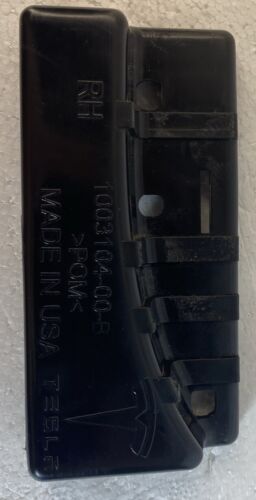 RH
1003104-00-B
>POM<
MADE IN USA TESLA